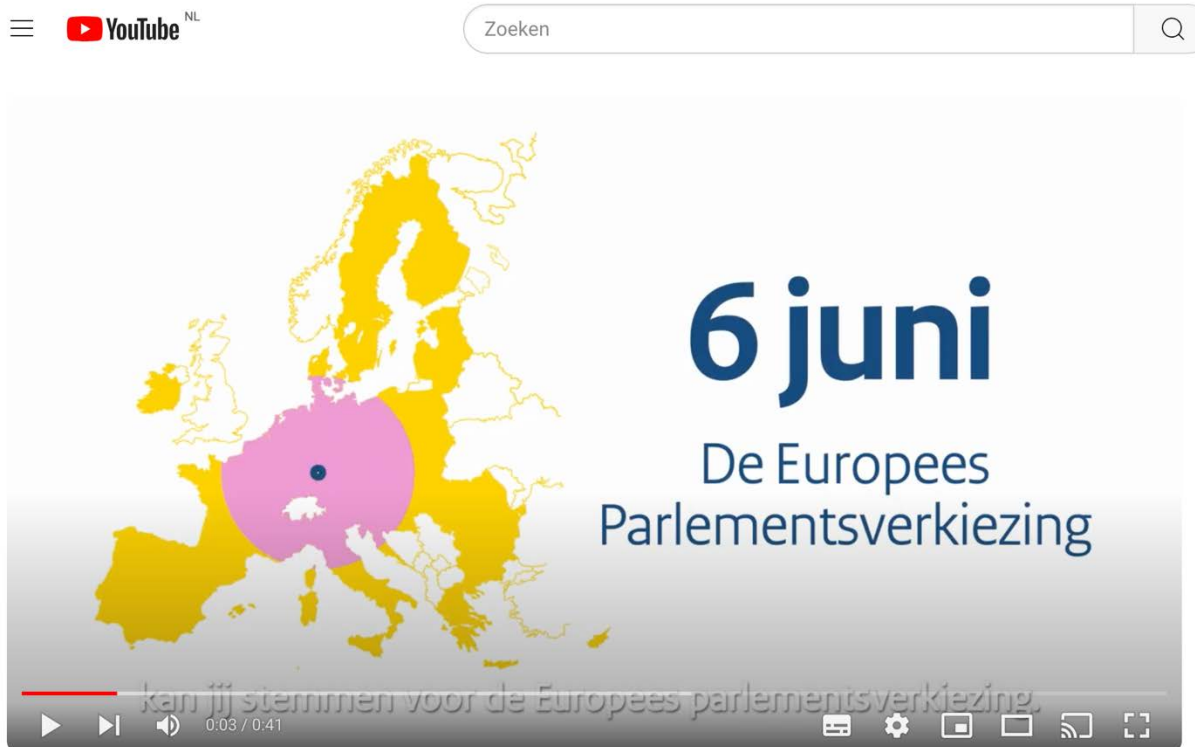 YouTube NL
Zoeken
6 juni
De Europees
Parlementsverkiezing
kan jij stemmen voor de Europees parlementsverkiezing.
0:03 / 0:41